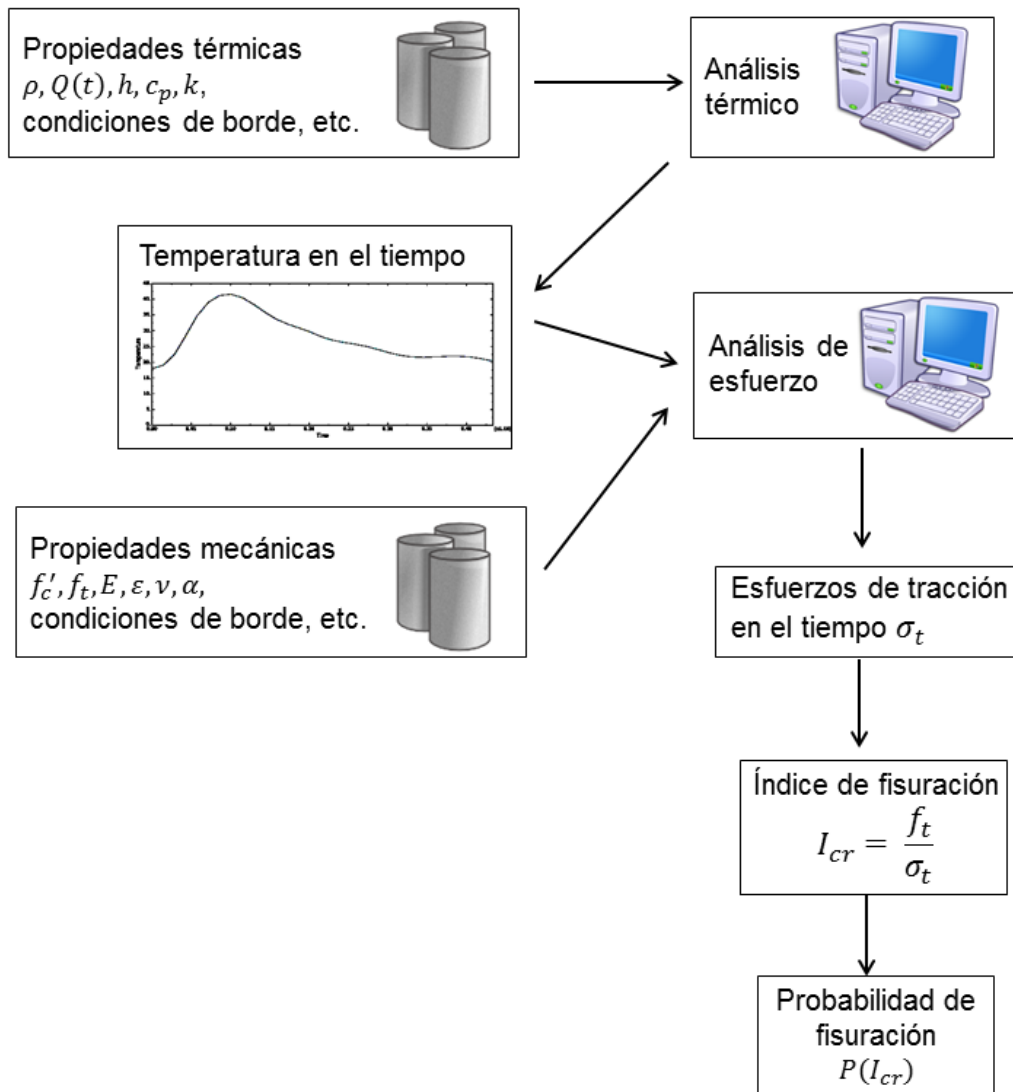 Propiedades térmicas
ρ, Q(t), h, c_p, k,
condiciones de borde, etc.
Análisis
térmico
Temperatura en el tiempo
Temperatura
Time
Análisis de
esfuerzo
Propiedades mecánicas
f_c', f_t, E, ε, ν, α,
condiciones de borde, etc.
Esfuerzos de tracción
en el tiempo σ_t
Índice de fisuración
I_cr = f_t / σ_t
Probabilidad de
fisuración
P(I_cr)